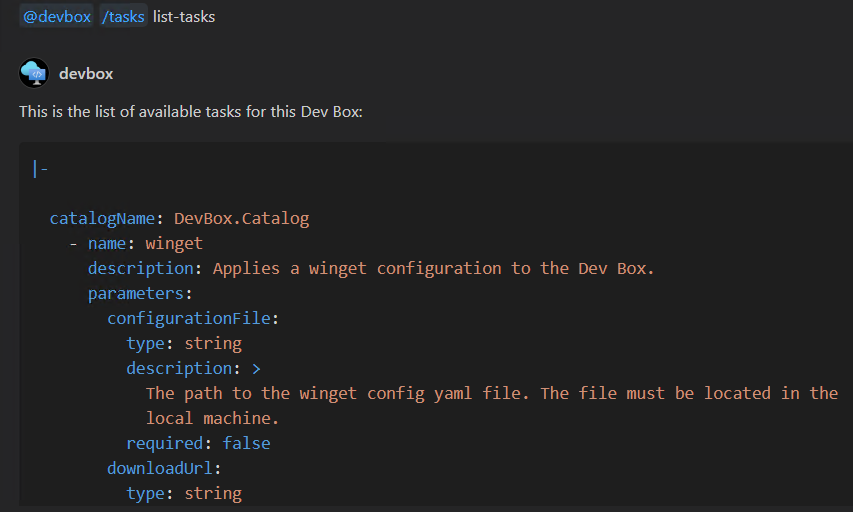 @devbox /tasks list-tasks
devbox
This is the list of available tasks for this Dev Box:
|-
catalogName: DevBox.Catalog
- name: winget
description: Applies a winget configuration to the Dev Box.
parameters:
configurationFile:
type: string
description: >
The path to the winget config yaml file. The file must be located in the
local machine.
required: false
downloadUrl:
type: string